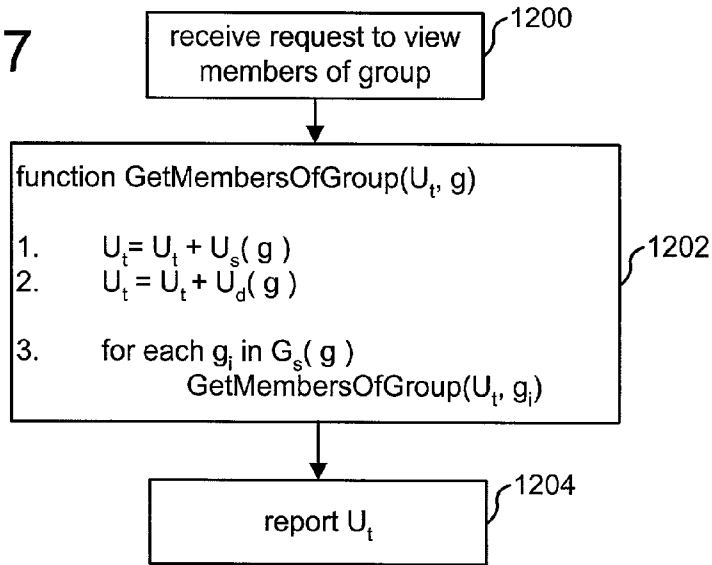 7
1200
receive request to view
members of group
function GetMembersOfGroup(Uₜ, g)
1. Uₜ= Uₜ + Uₛ( g )
2. Uₜ = Uₜ + U_d( g )
1202
3. for each gᵢ in Gₛ( g )
GetMembersOfGroup(Uₜ, gᵢ)
1204
report Uₜ